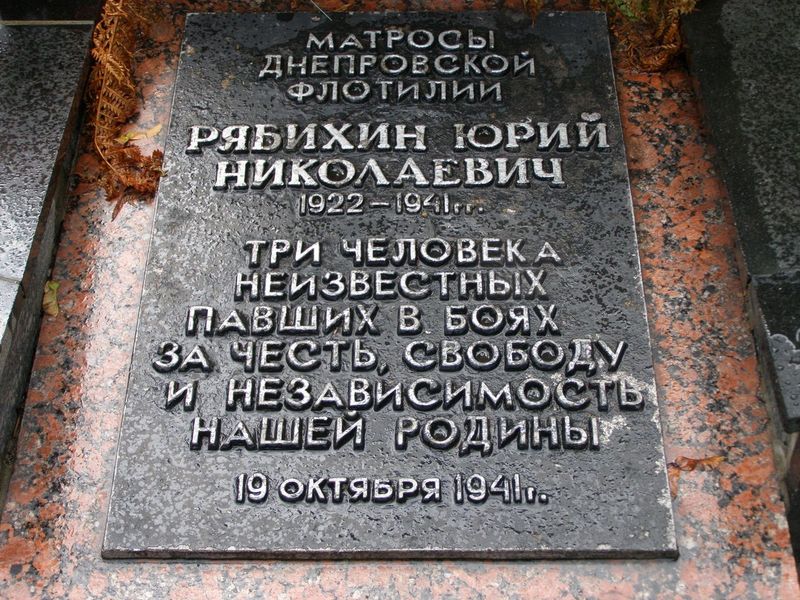 МАТРОСЫ
ДНЕПРОВСКОЙ
ФЛОТИЛИИ
РЯБИХИН ЮРИЙ
НИКОЛАЕВИЧ
1922 – 1941гг.
ТРИ ЧЕЛОВЕКА
НЕИЗВЕСТНЫХ
ПАВШИХ В БОЯХ
ЗА ЧЕСТЬ, СВОБОДУ
И НЕЗАВИСИМОСТЬ
НАШЕЙ РОДИНЫ
19 ОКТЯБРЯ 1941г.